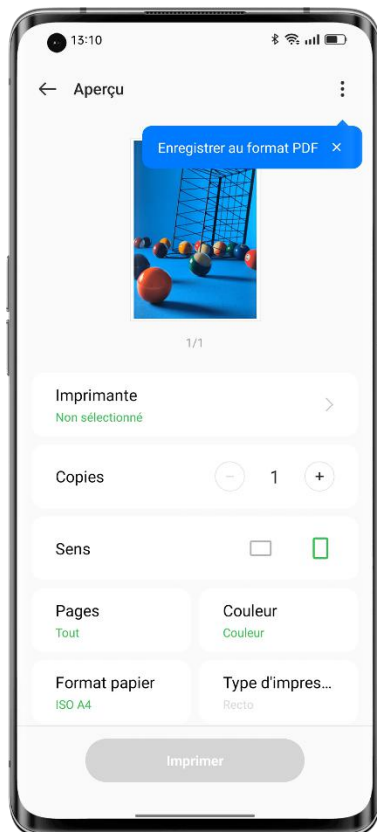 13:10
Aperçu
Enregistrer au format PDF ×
1/1
Imprimante
Non sélectionné
Copies
− 1 +
Sens
Pages
Tout
Couleur
Couleur
Format papier
ISO A4
Type d'impres...
Recto
Imprimer